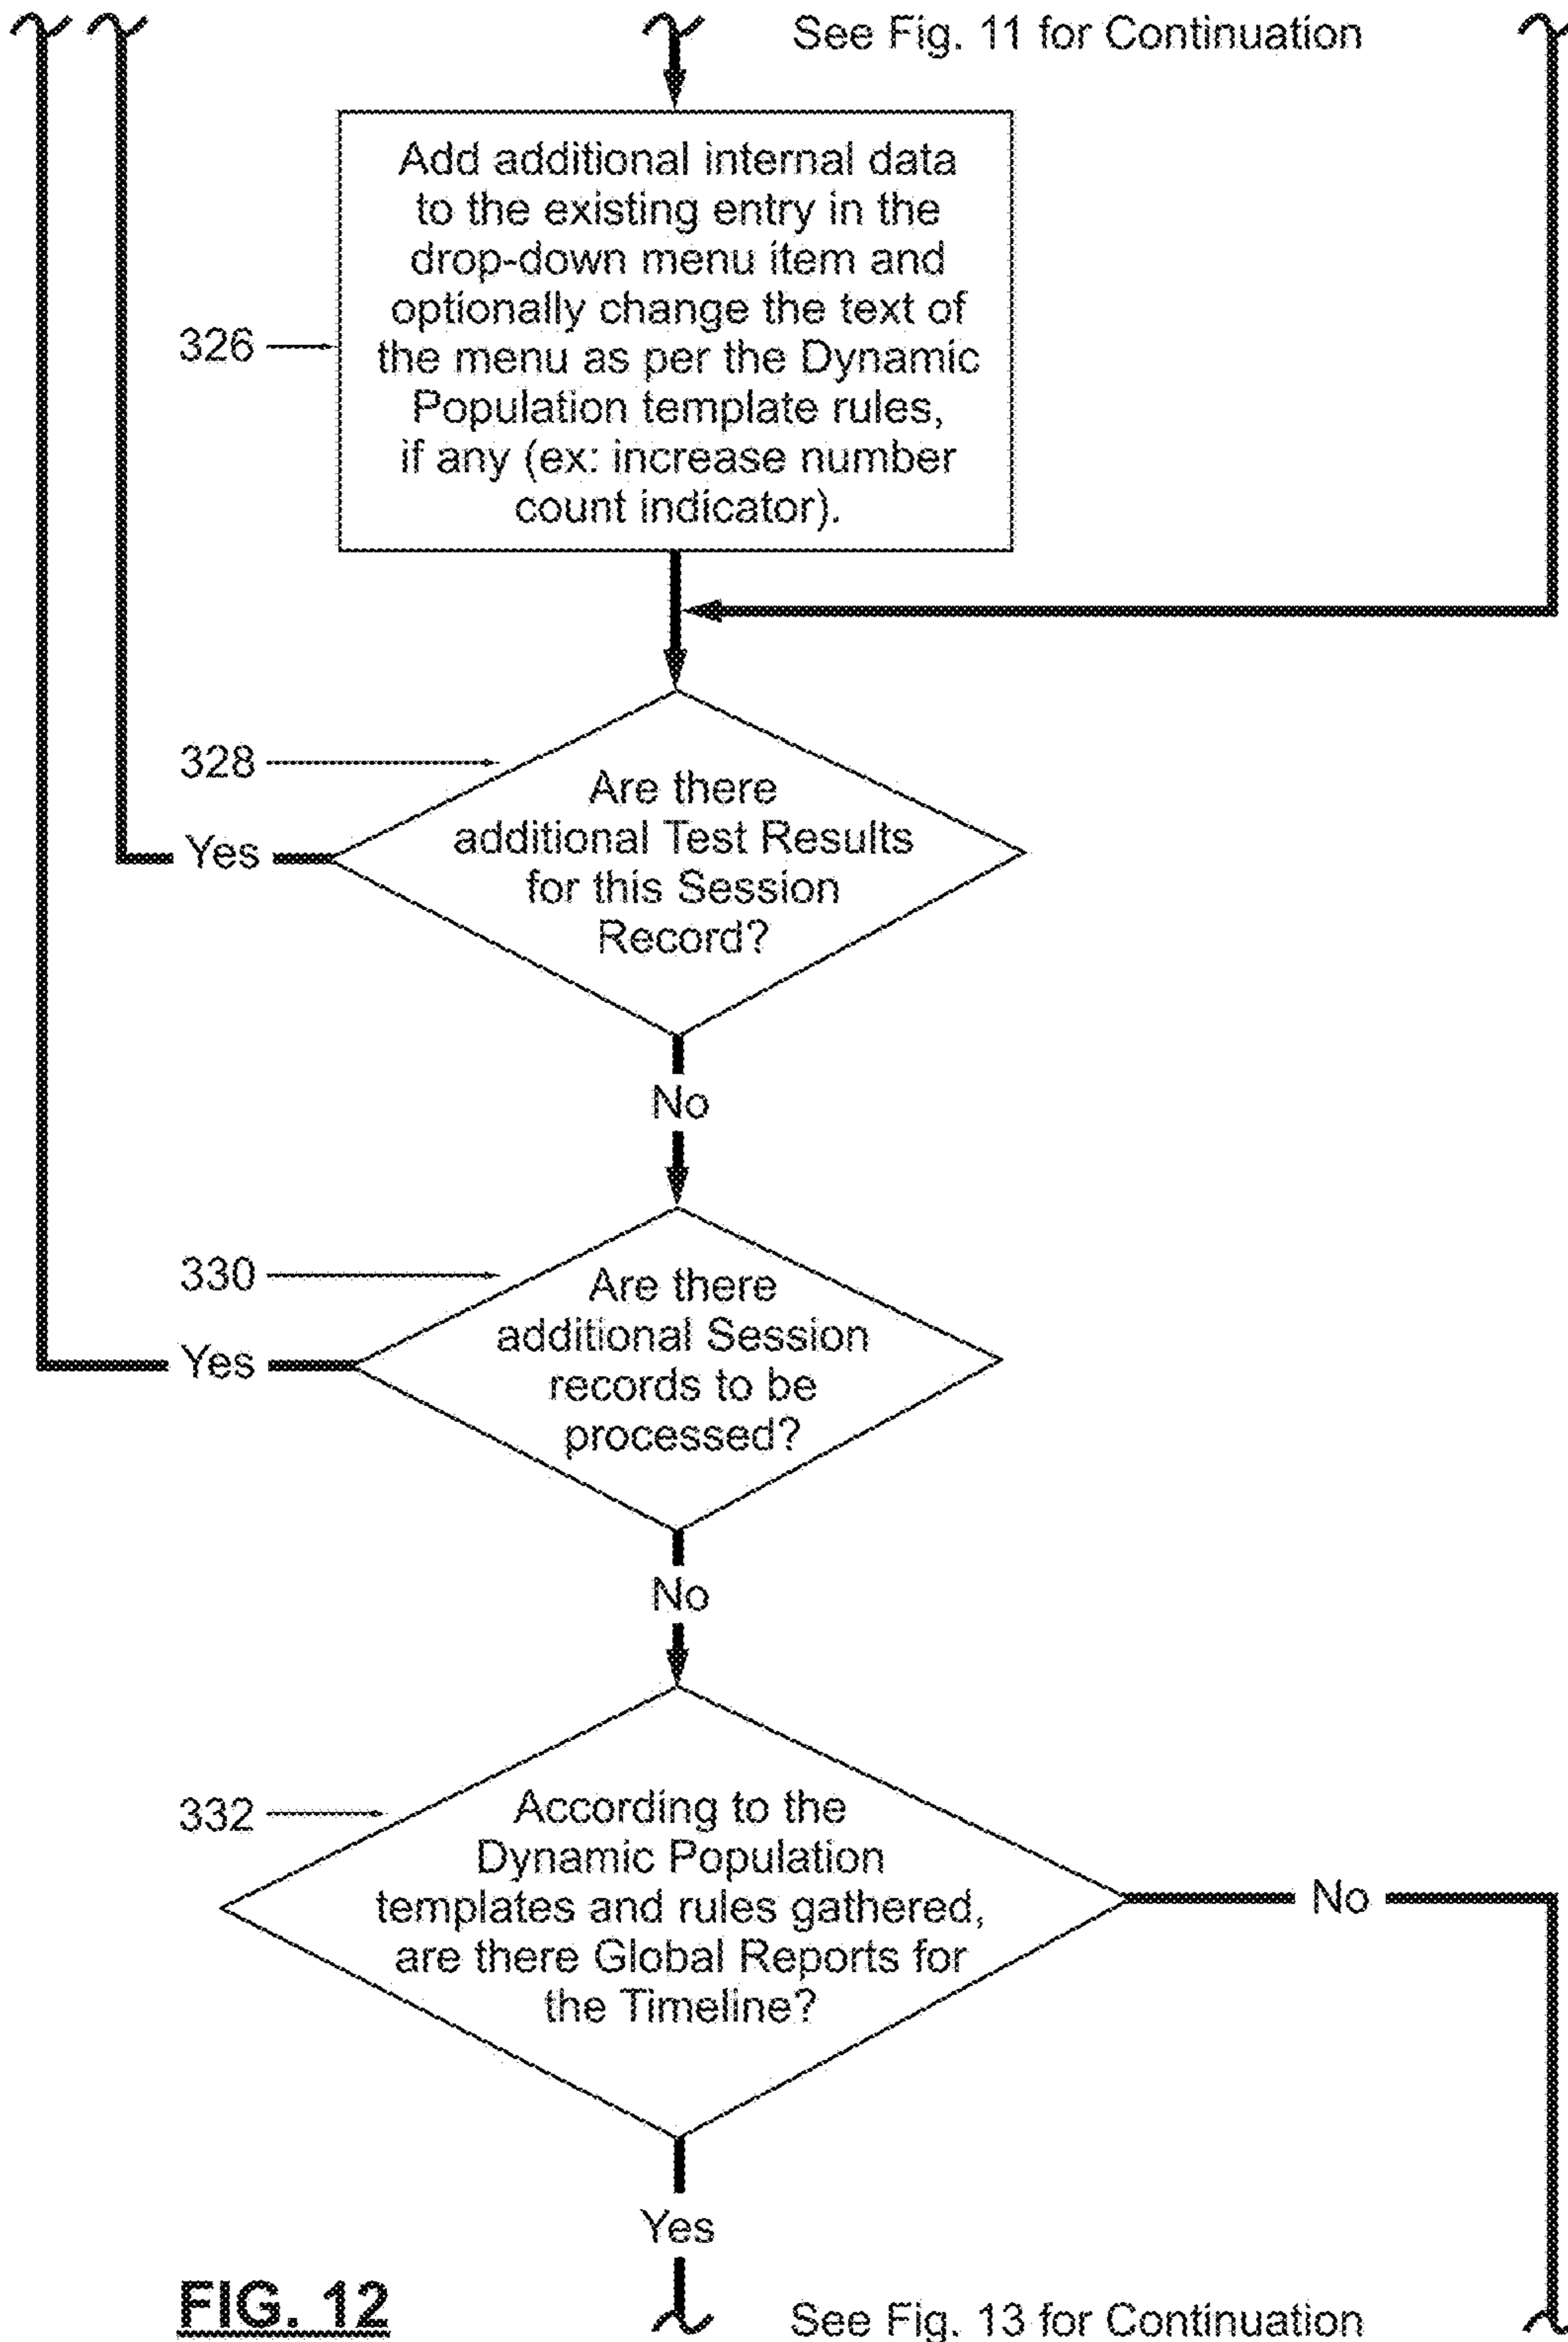 See Fig. 11 for Continuation
Add additional internal data
to the existing entry in the
drop-down menu item and
optionally change the text of
the menu as per the Dynamic
Population template rules,
if any (ex: increase number
count indicator).
326
328
Are there
additional Test Results
for this Session
Record?
Yes
No
330
Are there
additional Session
records to be
processed?
Yes
No
332
According to the
Dynamic Population
templates and rules gathered,
are there Global Reports for
the Timeline?
No
Yes
FIG. 12
See Fig. 13 for Continuation